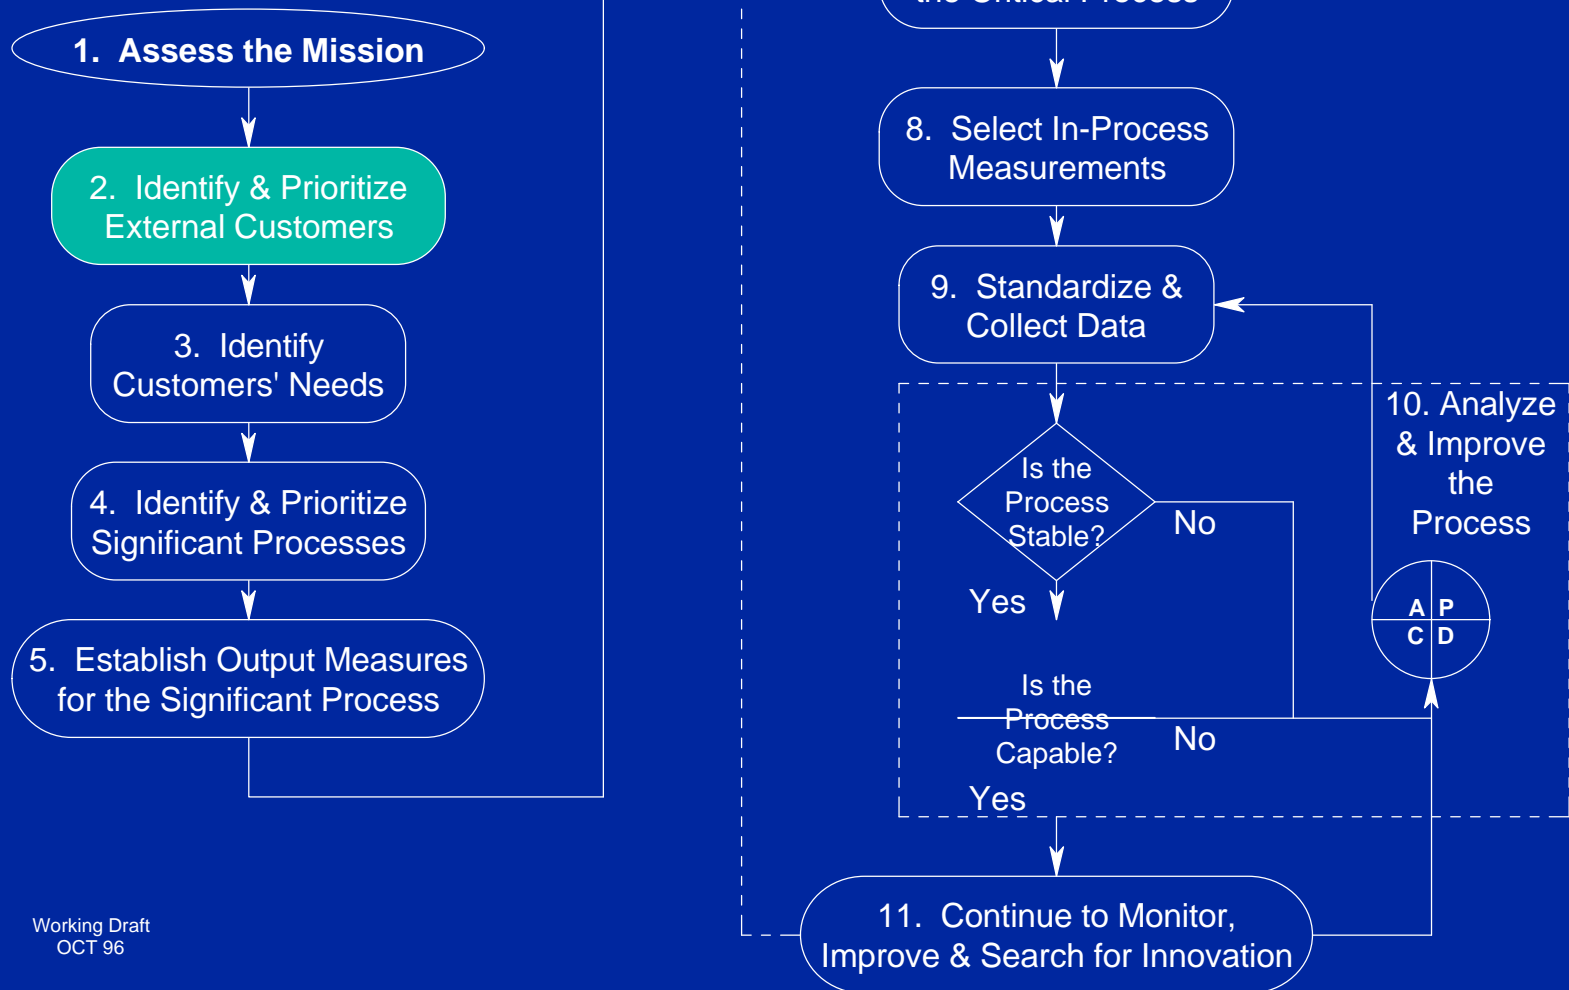 1. Assess the Mission
2. Identify & Prioritize
External Customers
3. Identify
Customers' Needs
4. Identify & Prioritize
Significant Processes
5. Establish Output Measures
for the Significant Process
Working Draft
OCT 96
the Critical Process
8. Select In-Process
Measurements
9. Standardize &
Collect Data
10. Analyze
& Improve
the
Process
Is the
Process
Stable?
No
Yes
A P
C D
Is the
Process
Capable?
No
Yes
11. Continue to Monitor,
Improve & Search for Innovation